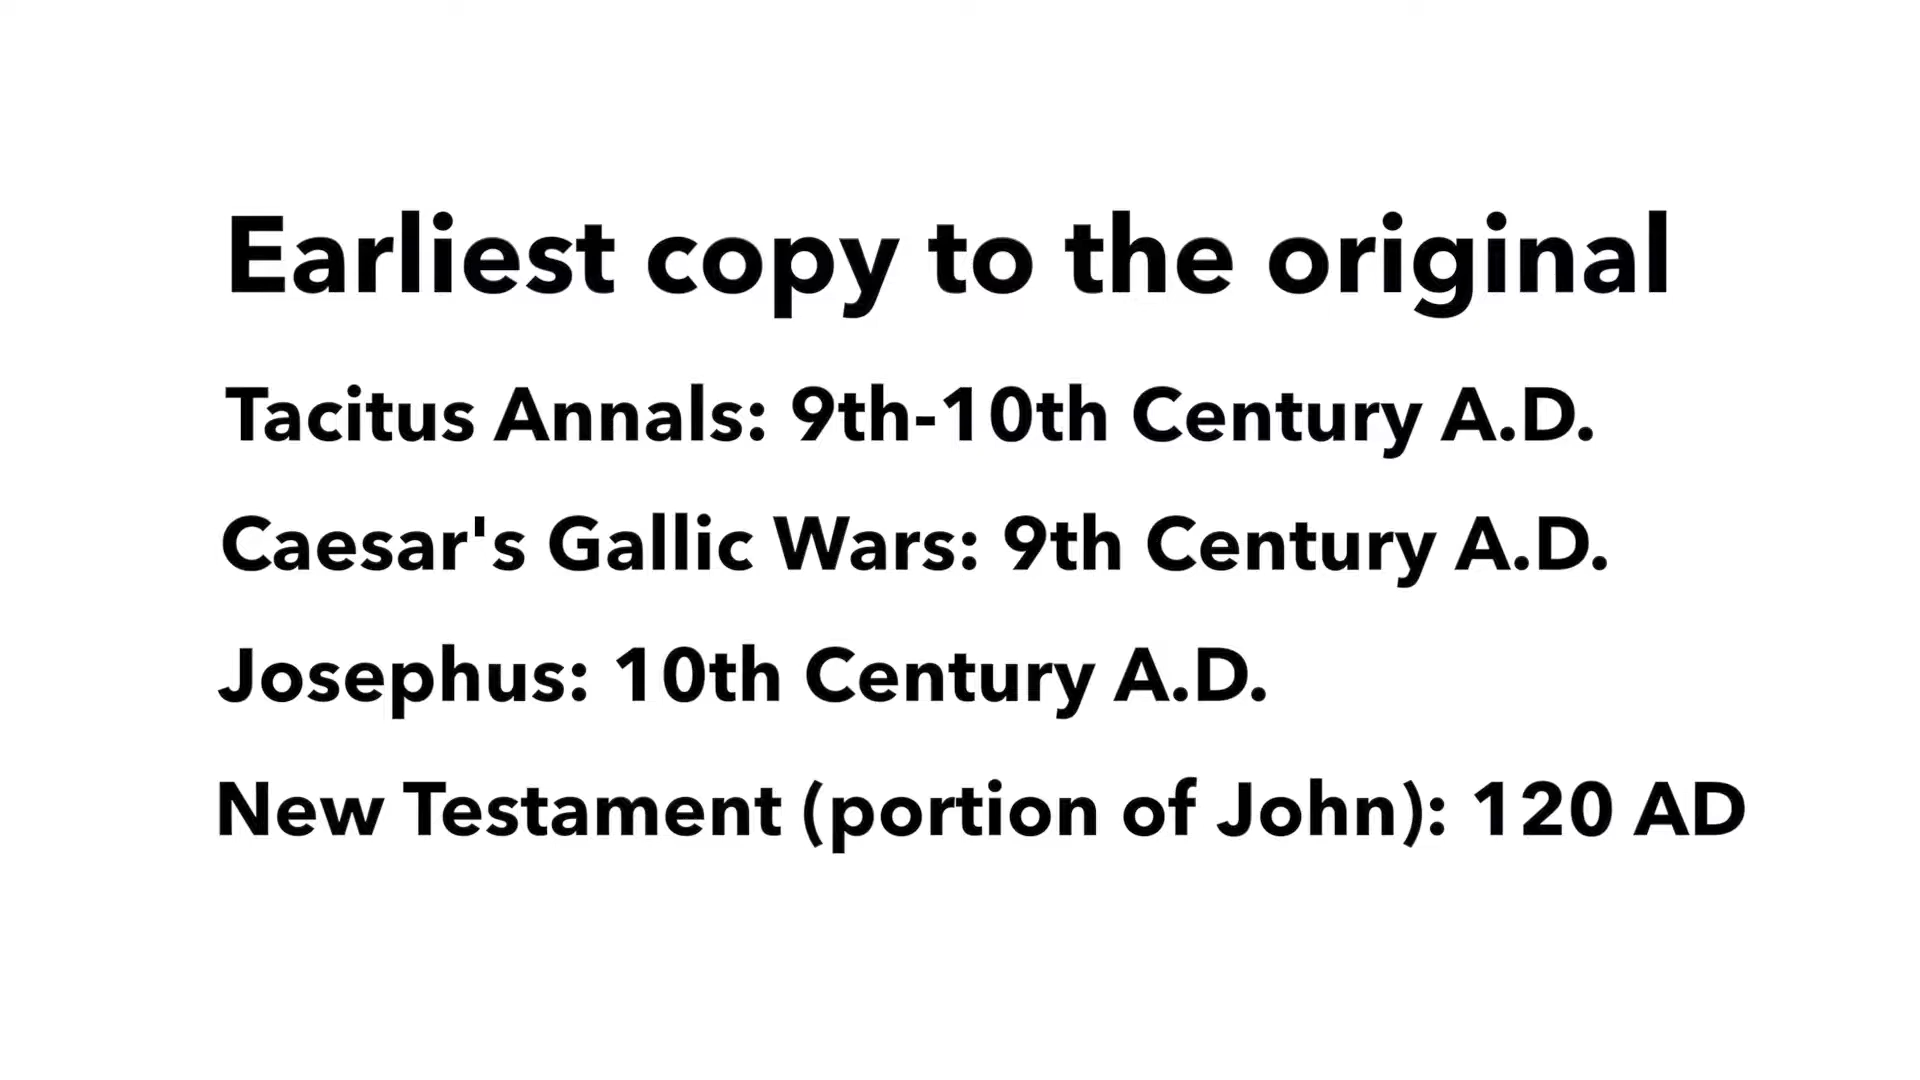 Earliest copy to the original
Tacitus Annals: 9th-10th Century A.D.
Caesar's Gallic Wars: 9th Century A.D.
Josephus: 10th Century A.D.
New Testament (portion of John): 120 AD